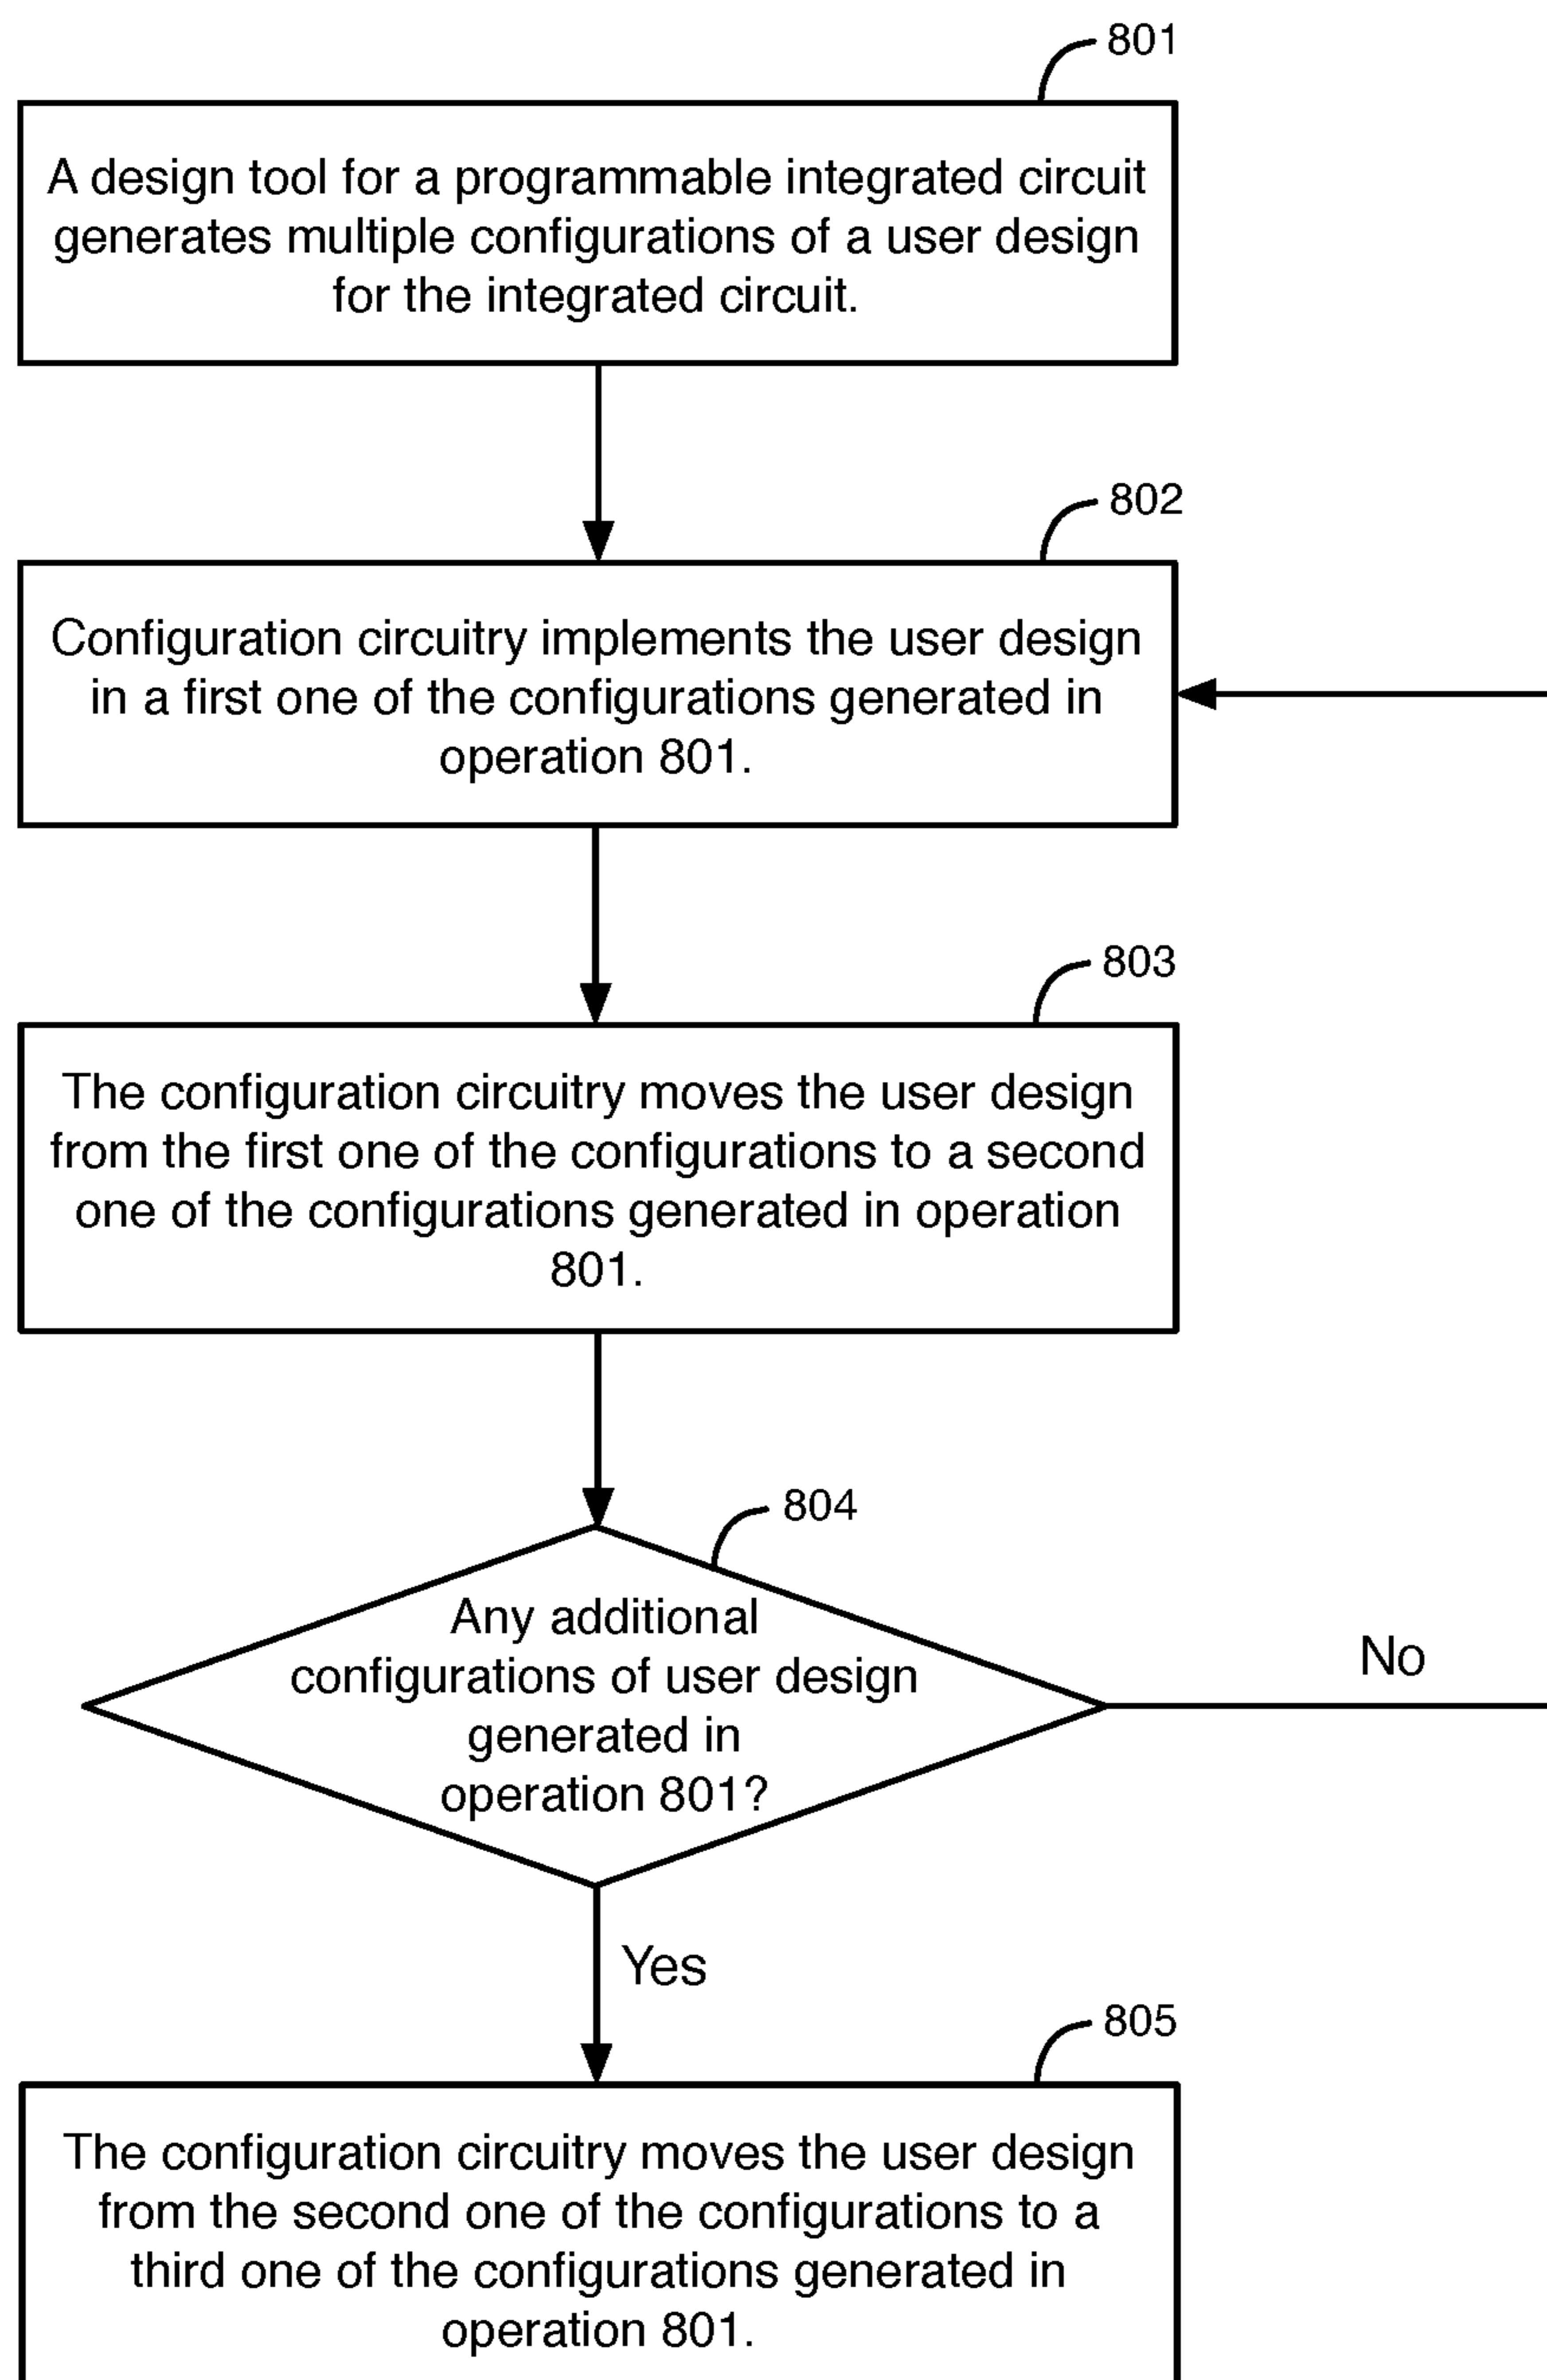 801
A design tool for a programmable integrated circuit
generates multiple configurations of a user design
for the integrated circuit.
802
Configuration circuitry implements the user design
in a first one of the configurations generated in
operation 801.
803
The configuration circuitry moves the user design
from the first one of the configurations to a second
one of the configurations generated in operation
801.
804
Any additional
configurations of user design
generated in
operation 801?
No
Yes
805
The configuration circuitry moves the user design
from the second one of the configurations to a
third one of the configurations generated in
operation 801.